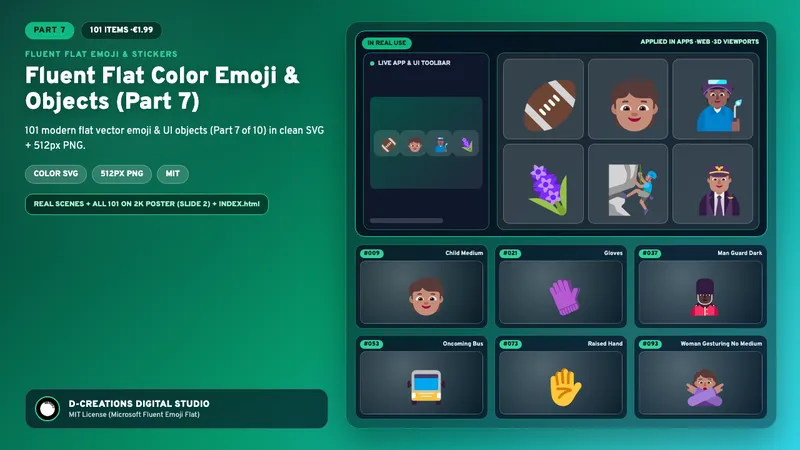 PART 7
101 ITEMS · €1.99
FLUENT FLAT EMOJI & STICKERS
Fluent Flat Color Emoji &
Objects (Part 7)
101 modern flat vector emoji & UI objects (Part 7 of 10) in clean SVG
+ 512px PNG.
COLOR SVG
512PX PNG
MIT
REAL SCENES + ALL 101 ON 2K POSTER (SLIDE 2) + INDEX.html
D-CREATIONS DIGITAL STUDIO
MIT License (Microsoft Fluent Emoji Flat)
IN REAL USE
APPLIED IN APPS · WEB · 3D VIEWPORTS
LIVE APP & UI TOOLBAR
#009
Child Medium
#021
Gloves
#037
Man Guard Dark
#053
Oncoming Bus
#073
Raised Hand
#093
Woman Gesturing No Medium